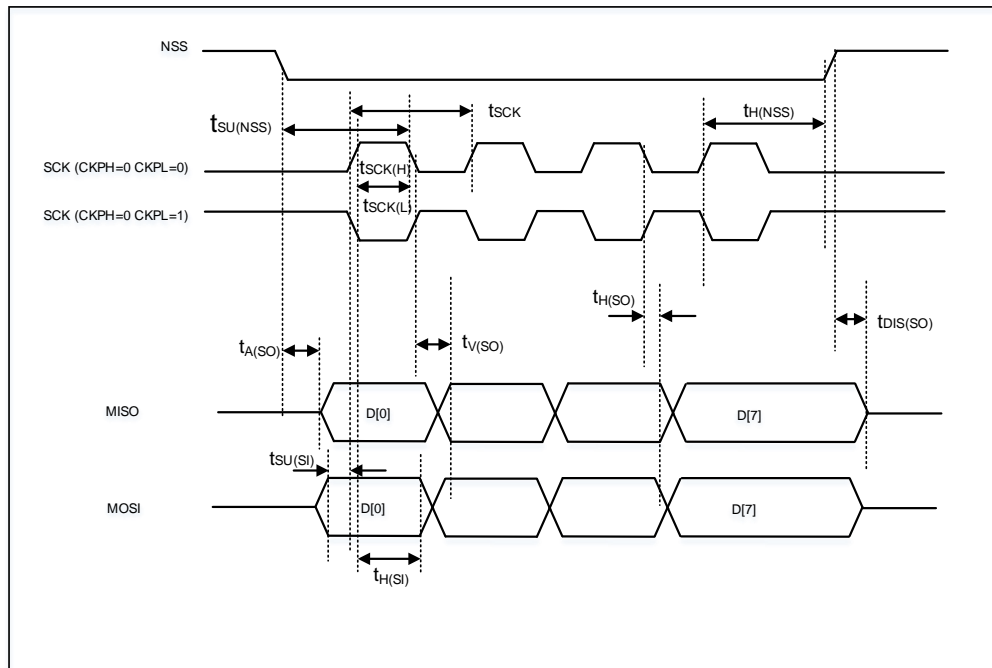 NSS
tSCK
tH(NSS)
tSU(NSS)
SCK (CKPH=0 CKPL=0)
tSCK(H)
tSCK(L)
SCK (CKPH=0 CKPL=1)
tH(SO)
tDIS(SO)
tA(SO)
tV(SO)
MISO
D[0]
D[7]
tSU(SI)
MOSI
D[0]
D[7]
tH(SI)